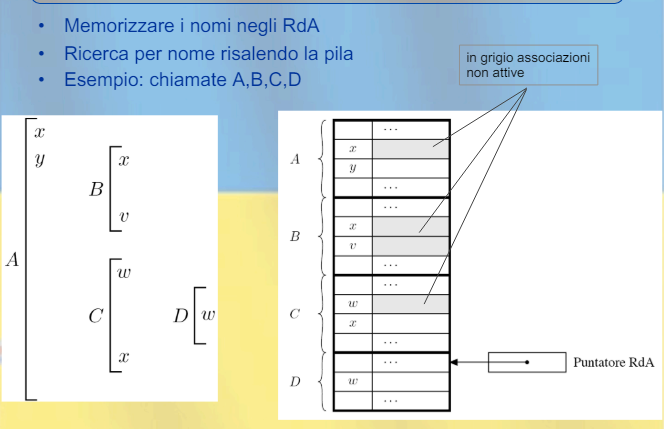 • Memorizzare i nomi negli RdA
• Ricerca per nome risalendo la pila
• Esempio: chiamate A,B,C,D
in grigio associazioni
non attive
x
y
B
x
v
A
C
w
x
D
w
A
. . .
x
y
. . .
B
. . .
x
v
. . .
C
. . .
w
x
. . .
D
. . .
w
. . .
Puntatore RdA